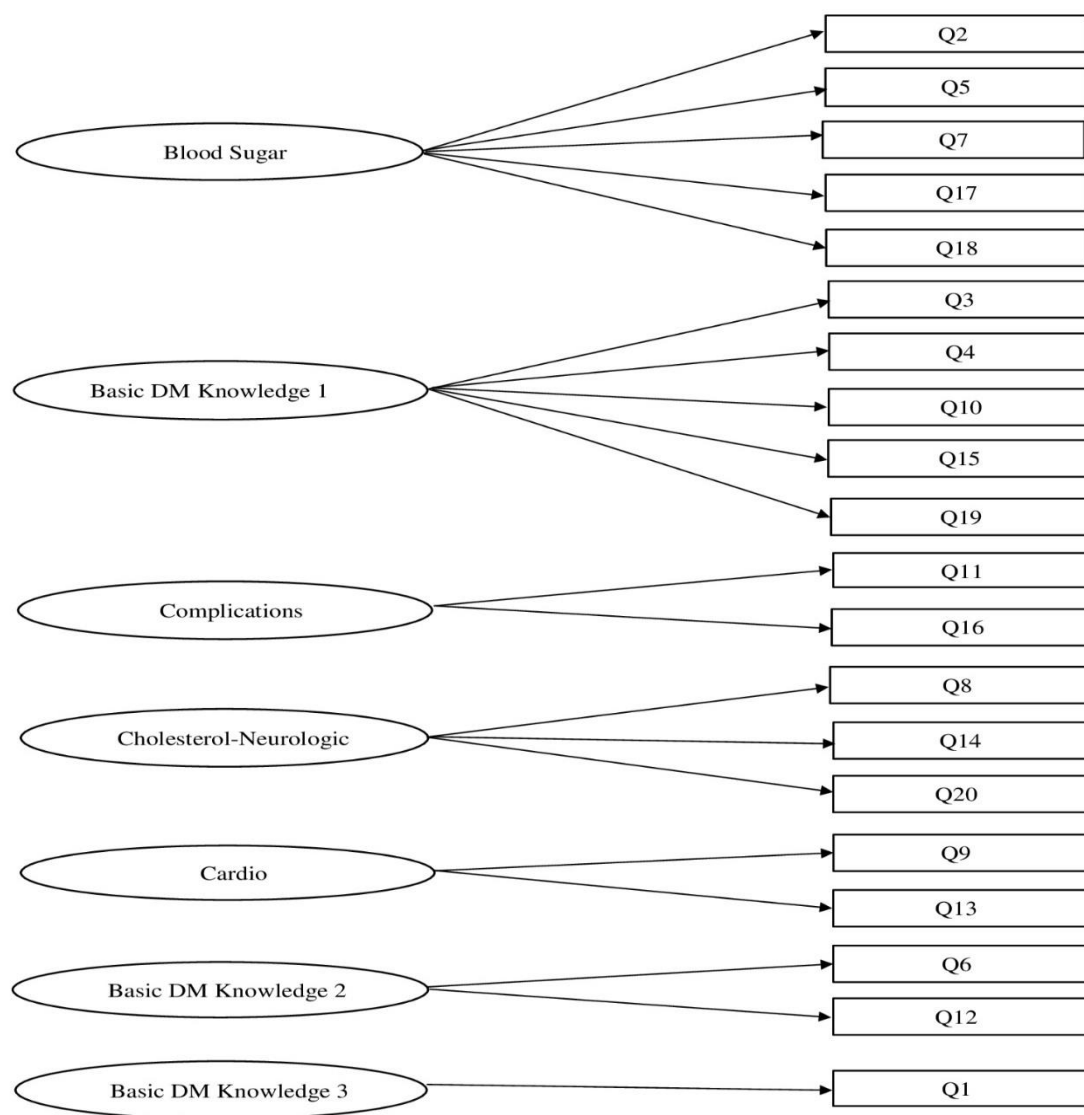 Q2
Q5
Blood Sugar
Q7
Q17
Q18
Q3
Q4
Basic DM Knowledge 1
Q10
Q15
Q19
Q11
Complications
Q16
Q8
Cholesterol-Neurologic
Q14
Q20
Q9
Cardio
Q13
Q6
Basic DM Knowledge 2
Q12
Basic DM Knowledge 3
Q1